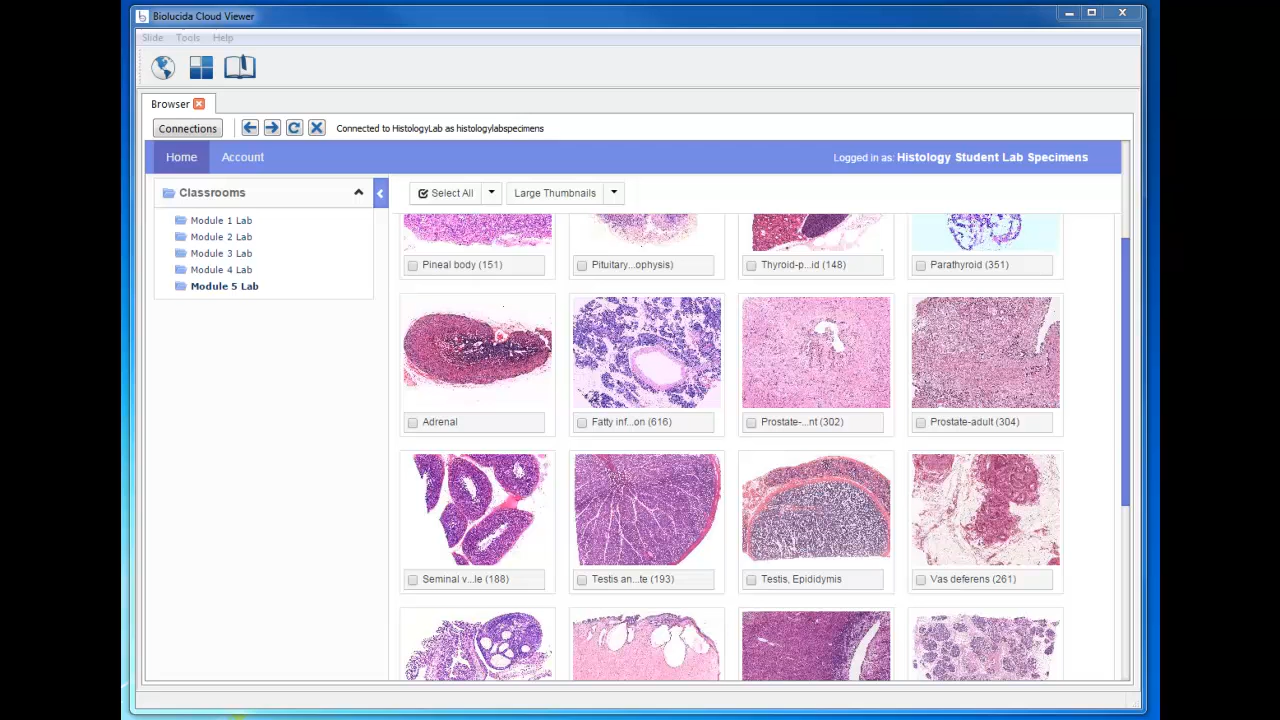 Biolucida Cloud Viewer
Slide Tools Help
Browser
Connections
Connected to HistologyLab as histologylabspecimens
Home Account
Logged in as: Histology Student Lab Specimens
Classrooms
Select All
Large Thumbnails
Module 1 Lab
Module 2 Lab
Module 3 Lab
Module 4 Lab
Module 5 Lab
Pineal body (151)
Pituitary...ophysis)
Thyroid-p...id (148)
Parathyroid (351)
Adrenal
Fatty inf...on (616)
Prostate-...nt (302)
Prostate-adult (304)
Seminal v...le (188)
Testis an...te (193)
Testis, Epididymis
Vas deferens (261)